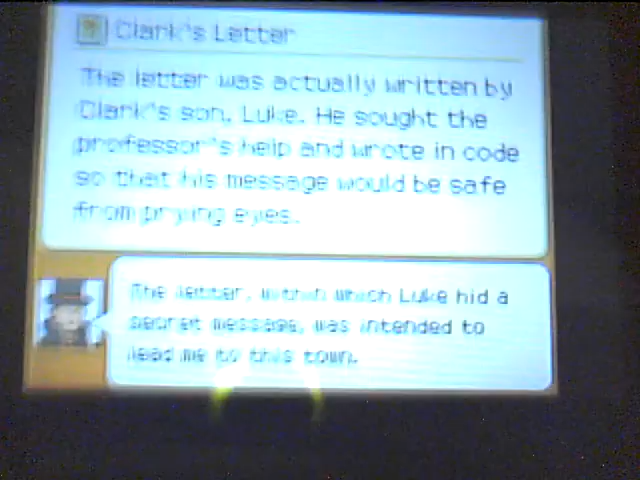 Clark's Letter
The letter was actually written by
Clark's son, Luke. He sought the
professor's help and wrote in code
so that his message would be safe
from prying eyes.
The letter, within which Luke hid a
secret message, was intended to
lead me to this town.